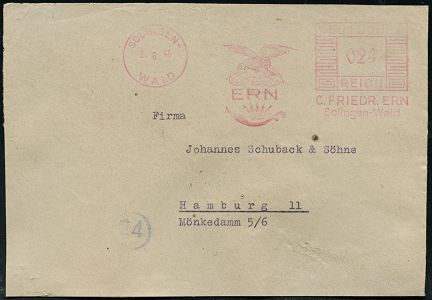 SOLINGEN-
WALD
ERN
DEUTSCHES
024
REICH
C. FRIEDR. ERN
Solingen-Wald
Firma
Johannes Schuback & Söhne
Hamburg 11
Mönkedamm 5/6
24